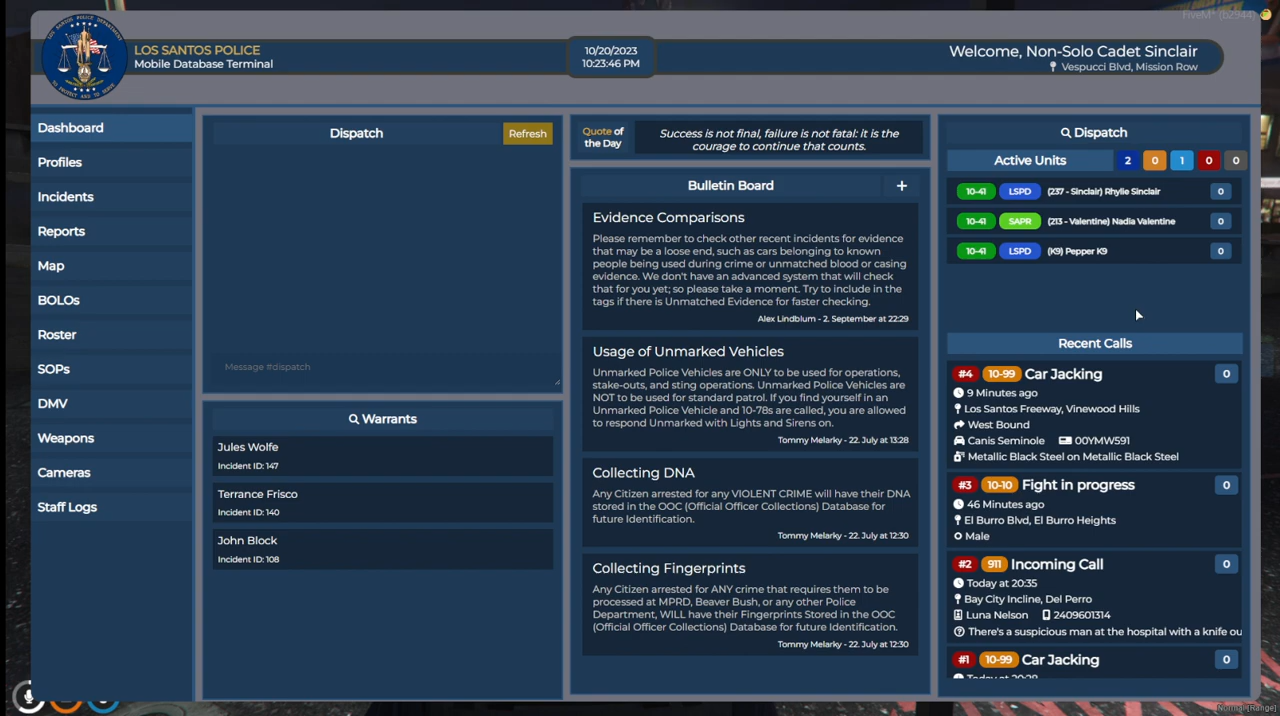 FiveM® (b2944)
LOS SANTOS POLICE DEPARTMENT
TO PROTECT AND TO SERVE
LOS SANTOS POLICE
Mobile Database Terminal
10/20/2023
10:23:46 PM
Welcome, Non-Solo Cadet Sinclair
Vespucci Blvd, Mission Row
Dashboard
Profiles
Incidents
Reports
Map
BOLOs
Roster
SOPs
DMV
Weapons
Cameras
Staff Logs
Dispatch
Refresh
Message #dispatch
Warrants
Jules Wolfe
Incident ID: 147
Terrance Frisco
Incident ID: 140
John Block
Incident ID: 108
Quote of
the Day
Success is not final, failure is not fatal: it is the
courage to continue that counts.
Bulletin Board +
Evidence Comparisons
Please remember to check other recent incidents for evidence
that may be a loose end, such as cars belonging to known
people being used during crime or unmatched blood or casing
evidence. We don't have an advanced system that will check
that for you yet; so please take a moment. Try to include in the
tags if there is Unmatched Evidence for faster checking.
Alex Lindblum - 2. September at 22:29
Usage of Unmarked Vehicles
Unmarked Police Vehicles are ONLY to be used for operations,
stake-outs, and sting operations. Unmarked Police Vehicles are
NOT to be used for standard patrol. If you find yourself in an
Unmarked Police Vehicle and 10-78s are called, you are allowed
to respond Unmarked with Lights and Sirens on.
Tommy Melarky - 22. July at 13:28
Collecting DNA
Any Citizen arrested for any VIOLENT CRIME will have their DNA
stored in the OOC (Official Officer Collections) Database for
future Identification.
Tommy Melarky - 22. July at 12:30
Collecting Fingerprints
Any Citizen arrested for ANY crime that requires them to be
processed at MPRD, Beaver Bush, or any other Police
Department, WILL have their Fingerprints Stored in the OOC
(Official Officer Collections) Database for future Identification.
Tommy Melarky - 22. July at 12:30
Dispatch
Active Units 2 0 1 0 0
10-41 LSPD (237 - Sinclair) Rhylie Sinclair 0
10-41 SAPR (213 - Valentine) Nadia Valentine 0
10-41 LSPD (K9) Pepper K9 0
Recent Calls
#4 10-99 Car Jacking 0
9 Minutes ago
Los Santos Freeway, Vinewood Hills
West Bound
Canis Seminole 00YMW591
Metallic Black Steel on Metallic Black Steel
#3 10-10 Fight in progress 0
46 Minutes ago
El Burro Blvd, El Burro Heights
Male
#2 911 Incoming Call 0
Today at 20:35
Bay City Incline, Del Perro
Luna Nelson 2409601314
There's a suspicious man at the hospital with a knife ou
#1 10-99 Car Jacking 0
Today at 20:28
Normal [Range]